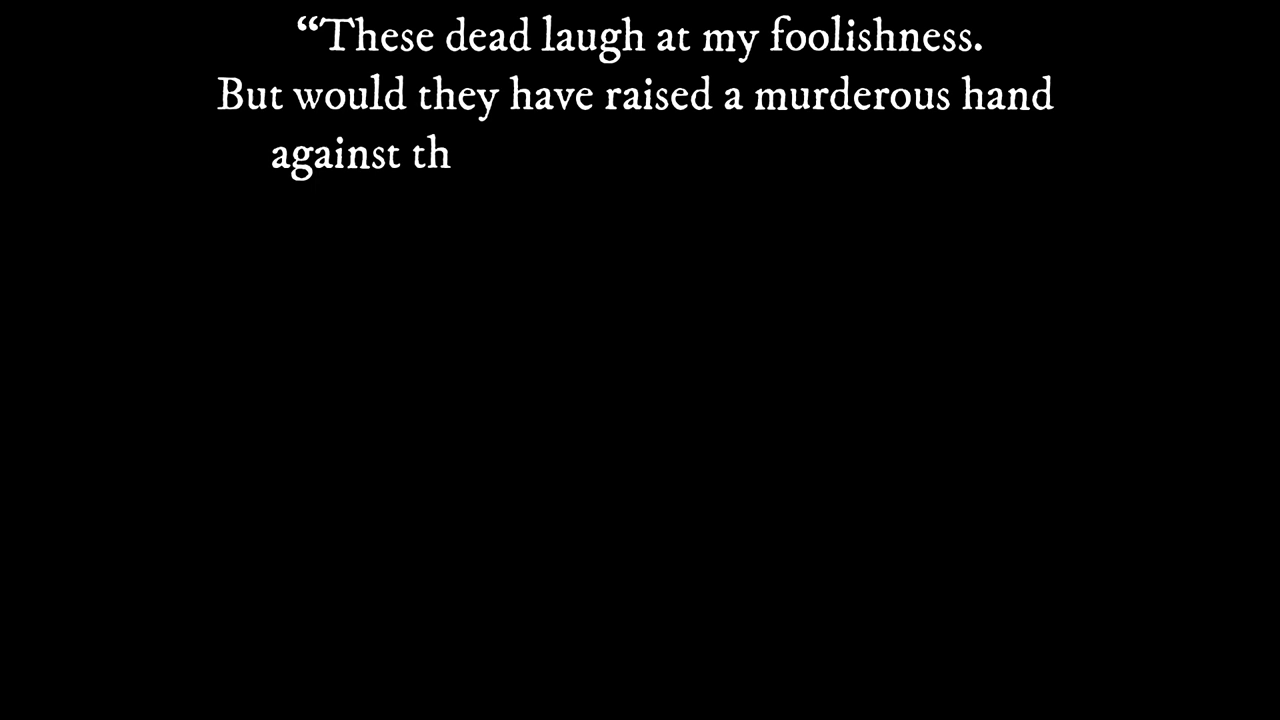 “These dead laugh at my foolishness.
But would they have raised a murderous hand
against th